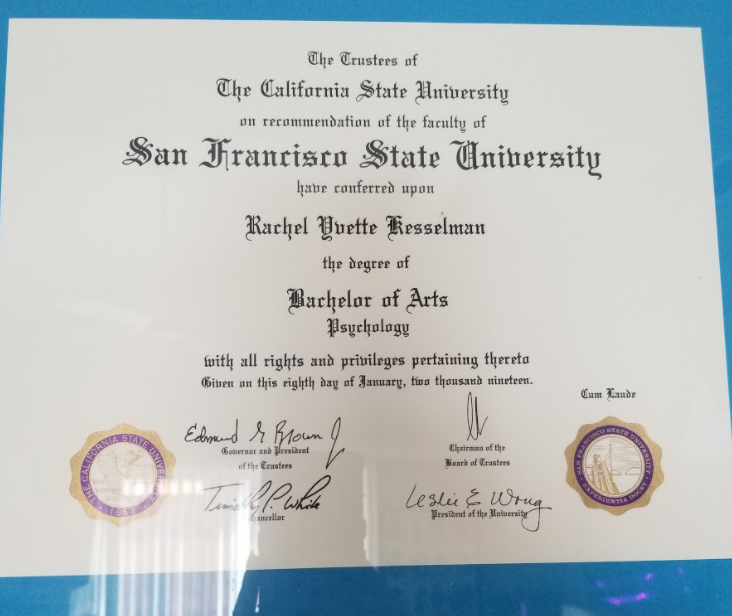 The Trustees of
The California State University
on recommendation of the faculty of
San Francisco State University
have conferred upon
Rachel Yvette Kesselman
the degree of
Bachelor of Arts
Psychology
with all rights and privileges pertaining thereto
Given on this eighth day of January, two thousand nineteen.
Cum Laude
Edmund G Brown Jr
Governor and President
of the Trustees
Chairman of the
Board of Trustees
Timothy P. White
Chancellor
Leslie E. Wong
President of the University
THE CALIFORNIA STATE UNIVERSITY
1857
SAN FRANCISCO STATE UNIVERSITY
EXPERIENTIA DOCET